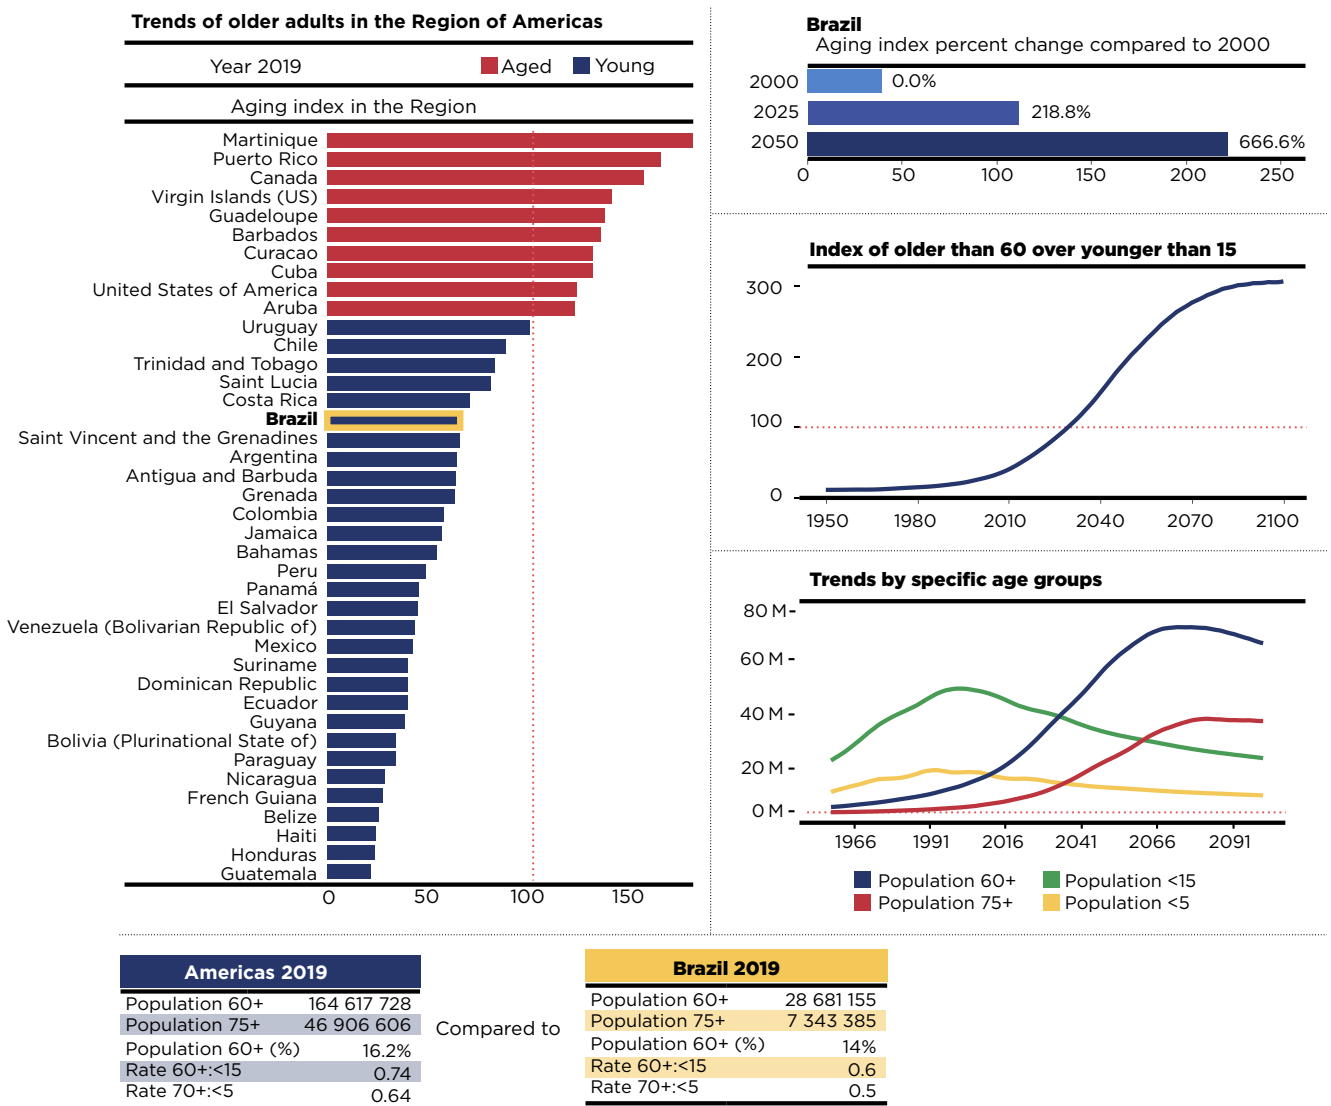 Trends of older adults in the Region of Americas
Year 2019
Aged
Young
Aging index in the Region
Martinique
Puerto Rico
Canada
Virgin Islands (US)
Guadeloupe
Barbados
Curacao
Cuba
United States of America
Aruba
Uruguay
Chile
Trinidad and Tobago
Saint Lucia
Costa Rica
Brazil
Saint Vincent and the Grenadines
Argentina
Antigua and Barbuda
Grenada
Colombia
Jamaica
Bahamas
Peru
Panamá
El Salvador
Venezuela (Bolivarian Republic of)
Mexico
Suriname
Dominican Republic
Ecuador
Guyana
Bolivia (Plurinational State of)
Paraguay
Nicaragua
French Guiana
Belize
Haiti
Honduras
Guatemala
0 50 100 150
Brazil
Aging index percent change compared to 2000
2000 0.0%
2025 218.8%
2050 666.6%
0 50 100 150 200 250
Index of older than 60 over younger than 15
300
200
100
0
1950 1980 2010 2040 2070 2100
Trends by specific age groups
80 M
60 M
40 M
20 M
0 M
1966 1991 2016 2041 2066 2091
Population 60+
Population <15
Population 75+
Population <5
Americas 2019
Population 60+ 164 617 728
Population 75+ 46 906 606
Population 60+ (%) 16.2%
Rate 60+:<15 0.74
Rate 70+:<5 0.64
Compared to
Brazil 2019
Population 60+ 28 681 155
Population 75+ 7 343 385
Population 60+ (%) 14%
Rate 60+:<15 0.6
Rate 70+:<5 0.5